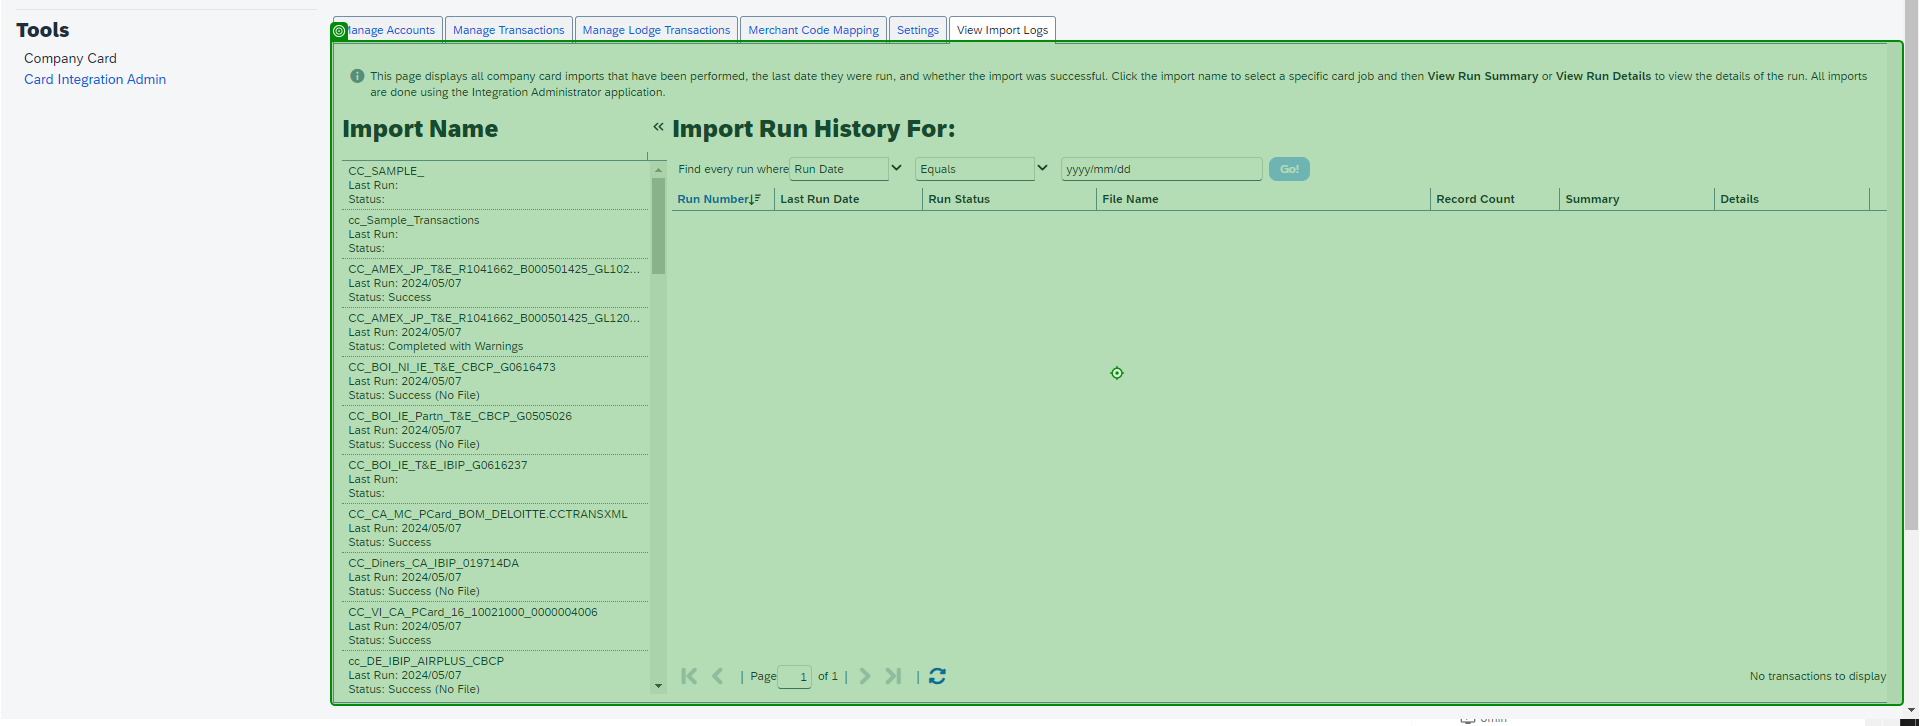 Tools
Company Card
Card Integration Admin
anage Accounts
Manage Transactions
Manage Lodge Transactions
Merchant Code Mapping
Settings
View Import Logs
This page displays all company card imports that have been performed, the last date they were run, and whether the import was successful. Click the import name to select a specific card job and then View Run Summary or View Run Details to view the details of the run. All imports
are done using the Integration Administrator application.
Import Name
CC_SAMPLE_
Last Run:
Status:
cc_Sample_Transactions
Last Run:
Status:
CC_AMEX_JP_T&E_R1041662_B000501425_GL102...
Last Run: 2024/05/07
Status: Success
CC_AMEX_JP_T&E_R1041662_B000501425_GL120...
Last Run: 2024/05/07
Status: Completed with Warnings
CC_BOI_NI_IE_T&E_CBCP_G0616473
Last Run: 2024/05/07
Status: Success (No File)
CC_BOI_IE_Partn_T&E_CBCP_G0505026
Last Run: 2024/05/07
Status: Success (No File)
CC_BOI_IE_T&E_IBIP_G0616237
Last Run:
Status:
CC_CA_MC_PCard_BOM_DELOITTE.CCTRANSXML
Last Run: 2024/05/07
Status: Success
CC_Diners_CA_IBIP_019714DA
Last Run: 2024/05/07
Status: Success (No File)
CC_VI_CA_PCard_16_10021000_0000004006
Last Run: 2024/05/07
Status: Success
cc_DE_IBIP_AIRPLUS_CBCP
Last Run: 2024/05/07
Status: Success (No File)
Import Run History For:
Find every run where Run Date Equals yyyy/mm/dd Go!
Run Number Last Run Date Run Status File Name Record Count Summary Details
| Page 1 of 1 | | No transactions to display